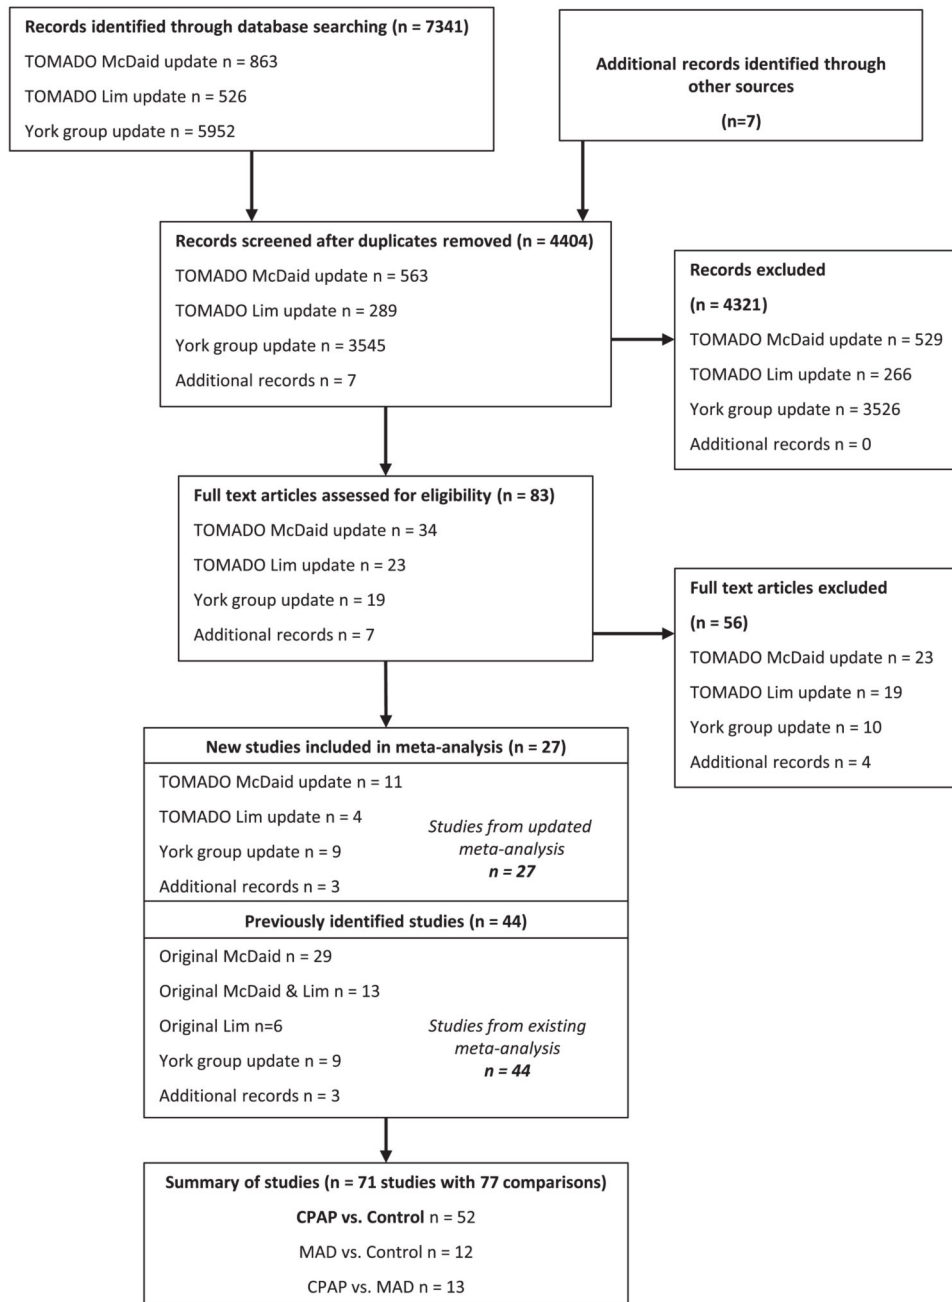 Records identified through database searching (n = 7341)
TOMADO McDaid update n = 863
TOMADO Lim update n = 526
York group update n = 5952
Additional records identified through
other sources
(n=7)
Records screened after duplicates removed (n = 4404)
TOMADO McDaid update n = 563
TOMADO Lim update n = 289
York group update n = 3545
Additional records n = 7
Records excluded
(n = 4321)
TOMADO McDaid update n = 529
TOMADO Lim update n = 266
York group update n = 3526
Additional records n = 0
Full text articles assessed for eligibility (n = 83)
TOMADO McDaid update n = 34
TOMADO Lim update n = 23
York group update n = 19
Additional records n = 7
Full text articles excluded
(n = 56)
TOMADO McDaid update n = 23
TOMADO Lim update n = 19
York group update n = 10
Additional records n = 4
New studies included in meta-analysis (n = 27)
TOMADO McDaid update n = 11
TOMADO Lim update n = 4
York group update n = 9
Additional records n = 3
Studies from updated
meta-analysis
n = 27
Previously identified studies (n = 44)
Original McDaid n = 29
Original McDaid & Lim n = 13
Original Lim n=6
York group update n = 9
Additional records n = 3
Studies from existing
meta-analysis
n = 44
Summary of studies (n = 71 studies with 77 comparisons)
CPAP vs. Control n = 52
MAD vs. Control n = 12
CPAP vs. MAD n = 13